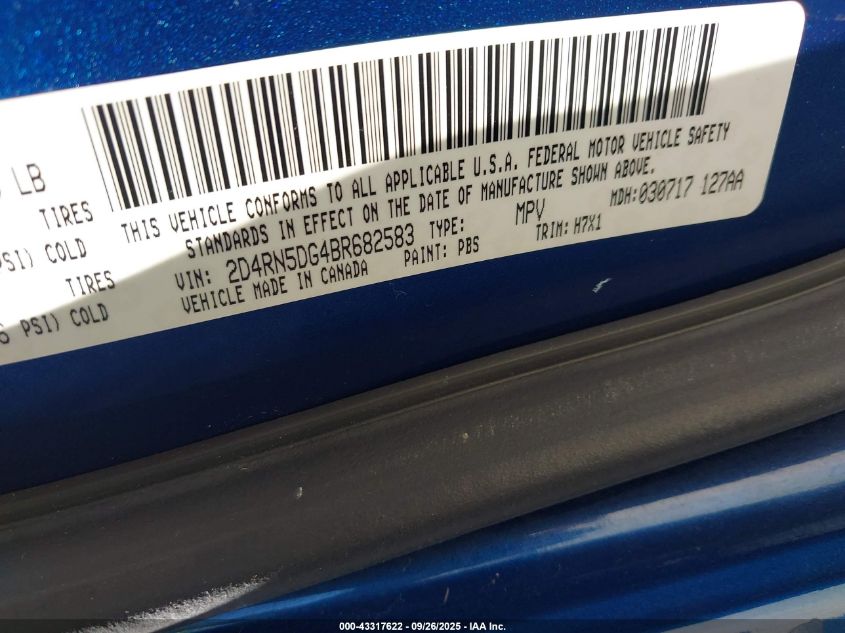 LB
TIRES
PSI) COLD
TIRES
PSI) COLD
THIS VEHICLE CONFORMS TO ALL APPLICABLE U.S.A. FEDERAL MOTOR VEHICLE SAFETY
STANDARDS IN EFFECT ON THE DATE OF MANUFACTURE SHOWN ABOVE.
MDH:030717 127AA
VIN: 2D4RN5DG4BR682583 TYPE: MPV
VEHICLE MADE IN CANADA PAINT: PBS TRIM: H7X1
000-43317622 - 09/26/2025 - IAA Inc.